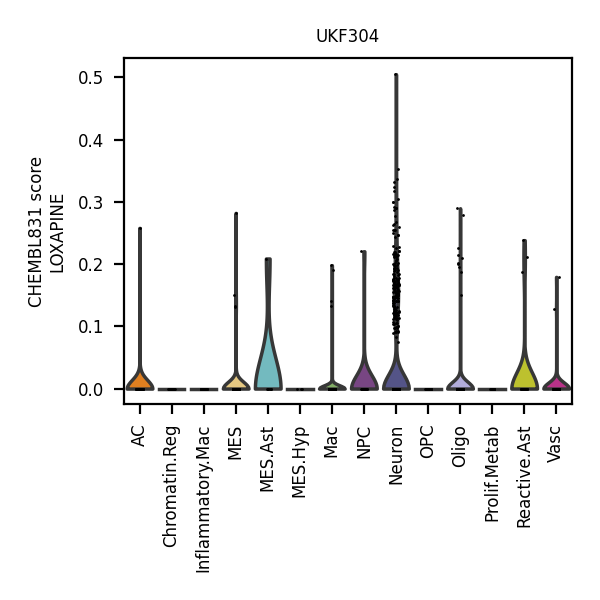 UKF304
CHEMBL831 score
LOXAPINE
0.5
0.4
0.3
0.2
0.1
0.0
AC
Chromatin.Reg
Inflammatory.Mac
MES
MES.Ast
MES.Hyp
Mac
NPC
Neuron
OPC
Oligo
Prolif.Metab
Reactive.Ast
Vasc